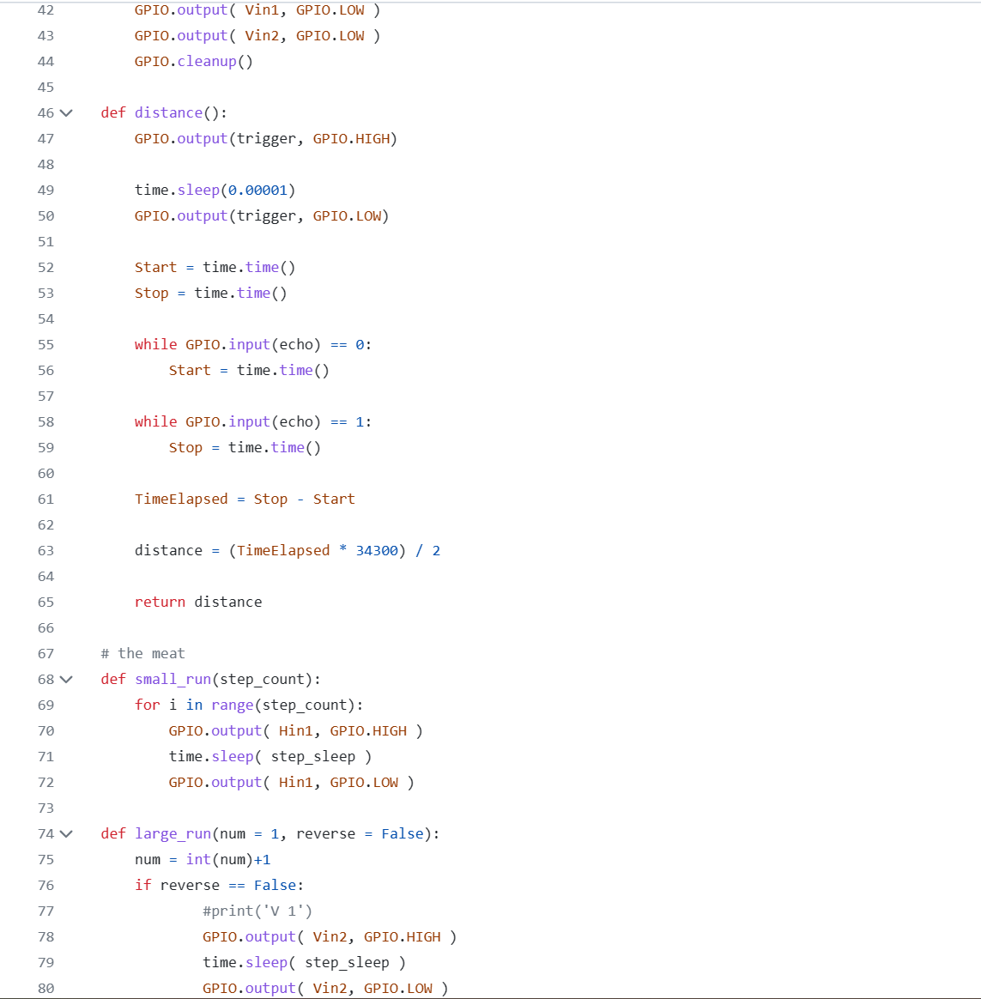 42 GPIO.output( Vin1, GPIO.LOW )
43 GPIO.output( Vin2, GPIO.LOW )
44 GPIO.cleanup()
45
46 def distance():
47 GPIO.output(trigger, GPIO.HIGH)
48
49 time.sleep(0.00001)
50 GPIO.output(trigger, GPIO.LOW)
51
52 Start = time.time()
53 Stop = time.time()
54
55 while GPIO.input(echo) == 0:
56 Start = time.time()
57
58 while GPIO.input(echo) == 1:
59 Stop = time.time()
60
61 TimeElapsed = Stop - Start
62
63 distance = (TimeElapsed * 34300) / 2
64
65 return distance
66
67 # the meat
68 def small_run(step_count):
69 for i in range(step_count):
70 GPIO.output( Hin1, GPIO.HIGH )
71 time.sleep( step_sleep )
72 GPIO.output( Hin1, GPIO.LOW )
73
74 def large_run(num = 1, reverse = False):
75 num = int(num)+1
76 if reverse == False:
77 #print('V 1')
78 GPIO.output( Vin2, GPIO.HIGH )
79 time.sleep( step_sleep )
80 GPIO.output( Vin2, GPIO.LOW )